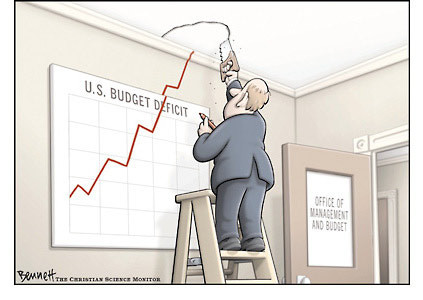 U.S. BUDGET DEFICIT
OFFICE OF
MANAGEMENT
AND
BUDGET
Bennett
THE CHRISTIAN SCIENCE MONITOR